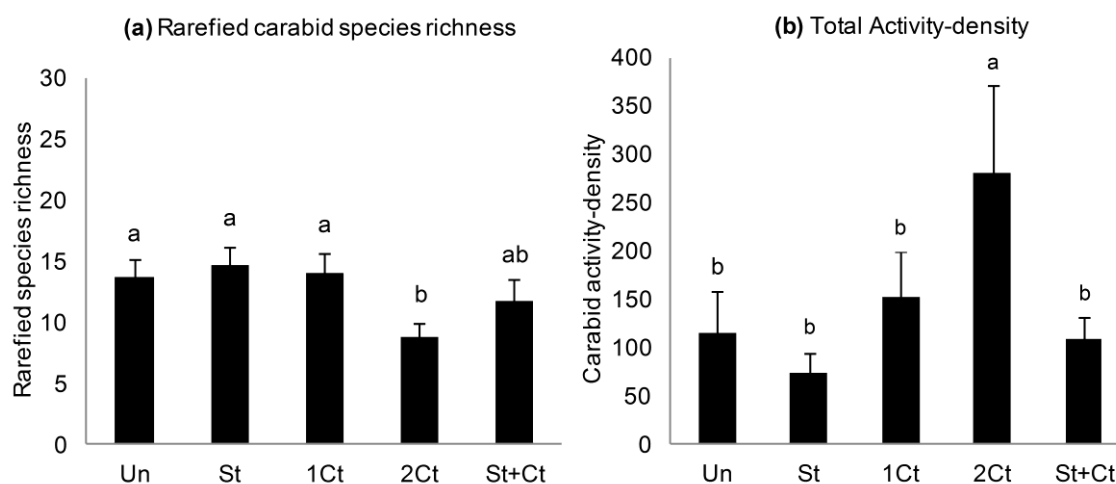 (a) Rarefied carabid species richness
Rarefied species richness
30
25
20
15
10
5
0
a
a
a
b
ab
Un St 1Ct 2Ct St+Ct
(b) Total Activity-density
Carabid activity-density
400
350
300
250
200
150
100
50
0
b
b
b
a
b
Un St 1Ct 2Ct St+Ct